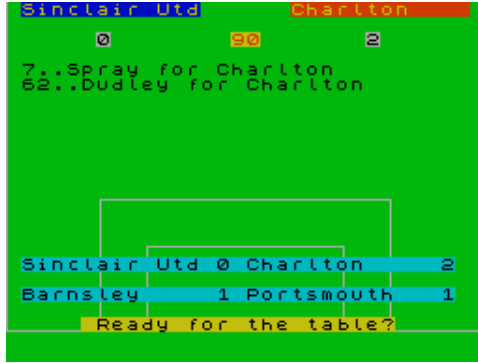 Sinclair Utd Charlton
0 90 2
7..Spray for Charlton
62..Dudley for Charlton
Sinclair Utd 0 Charlton 2
Barnsley 1 Portsmouth 1
Ready for the table?